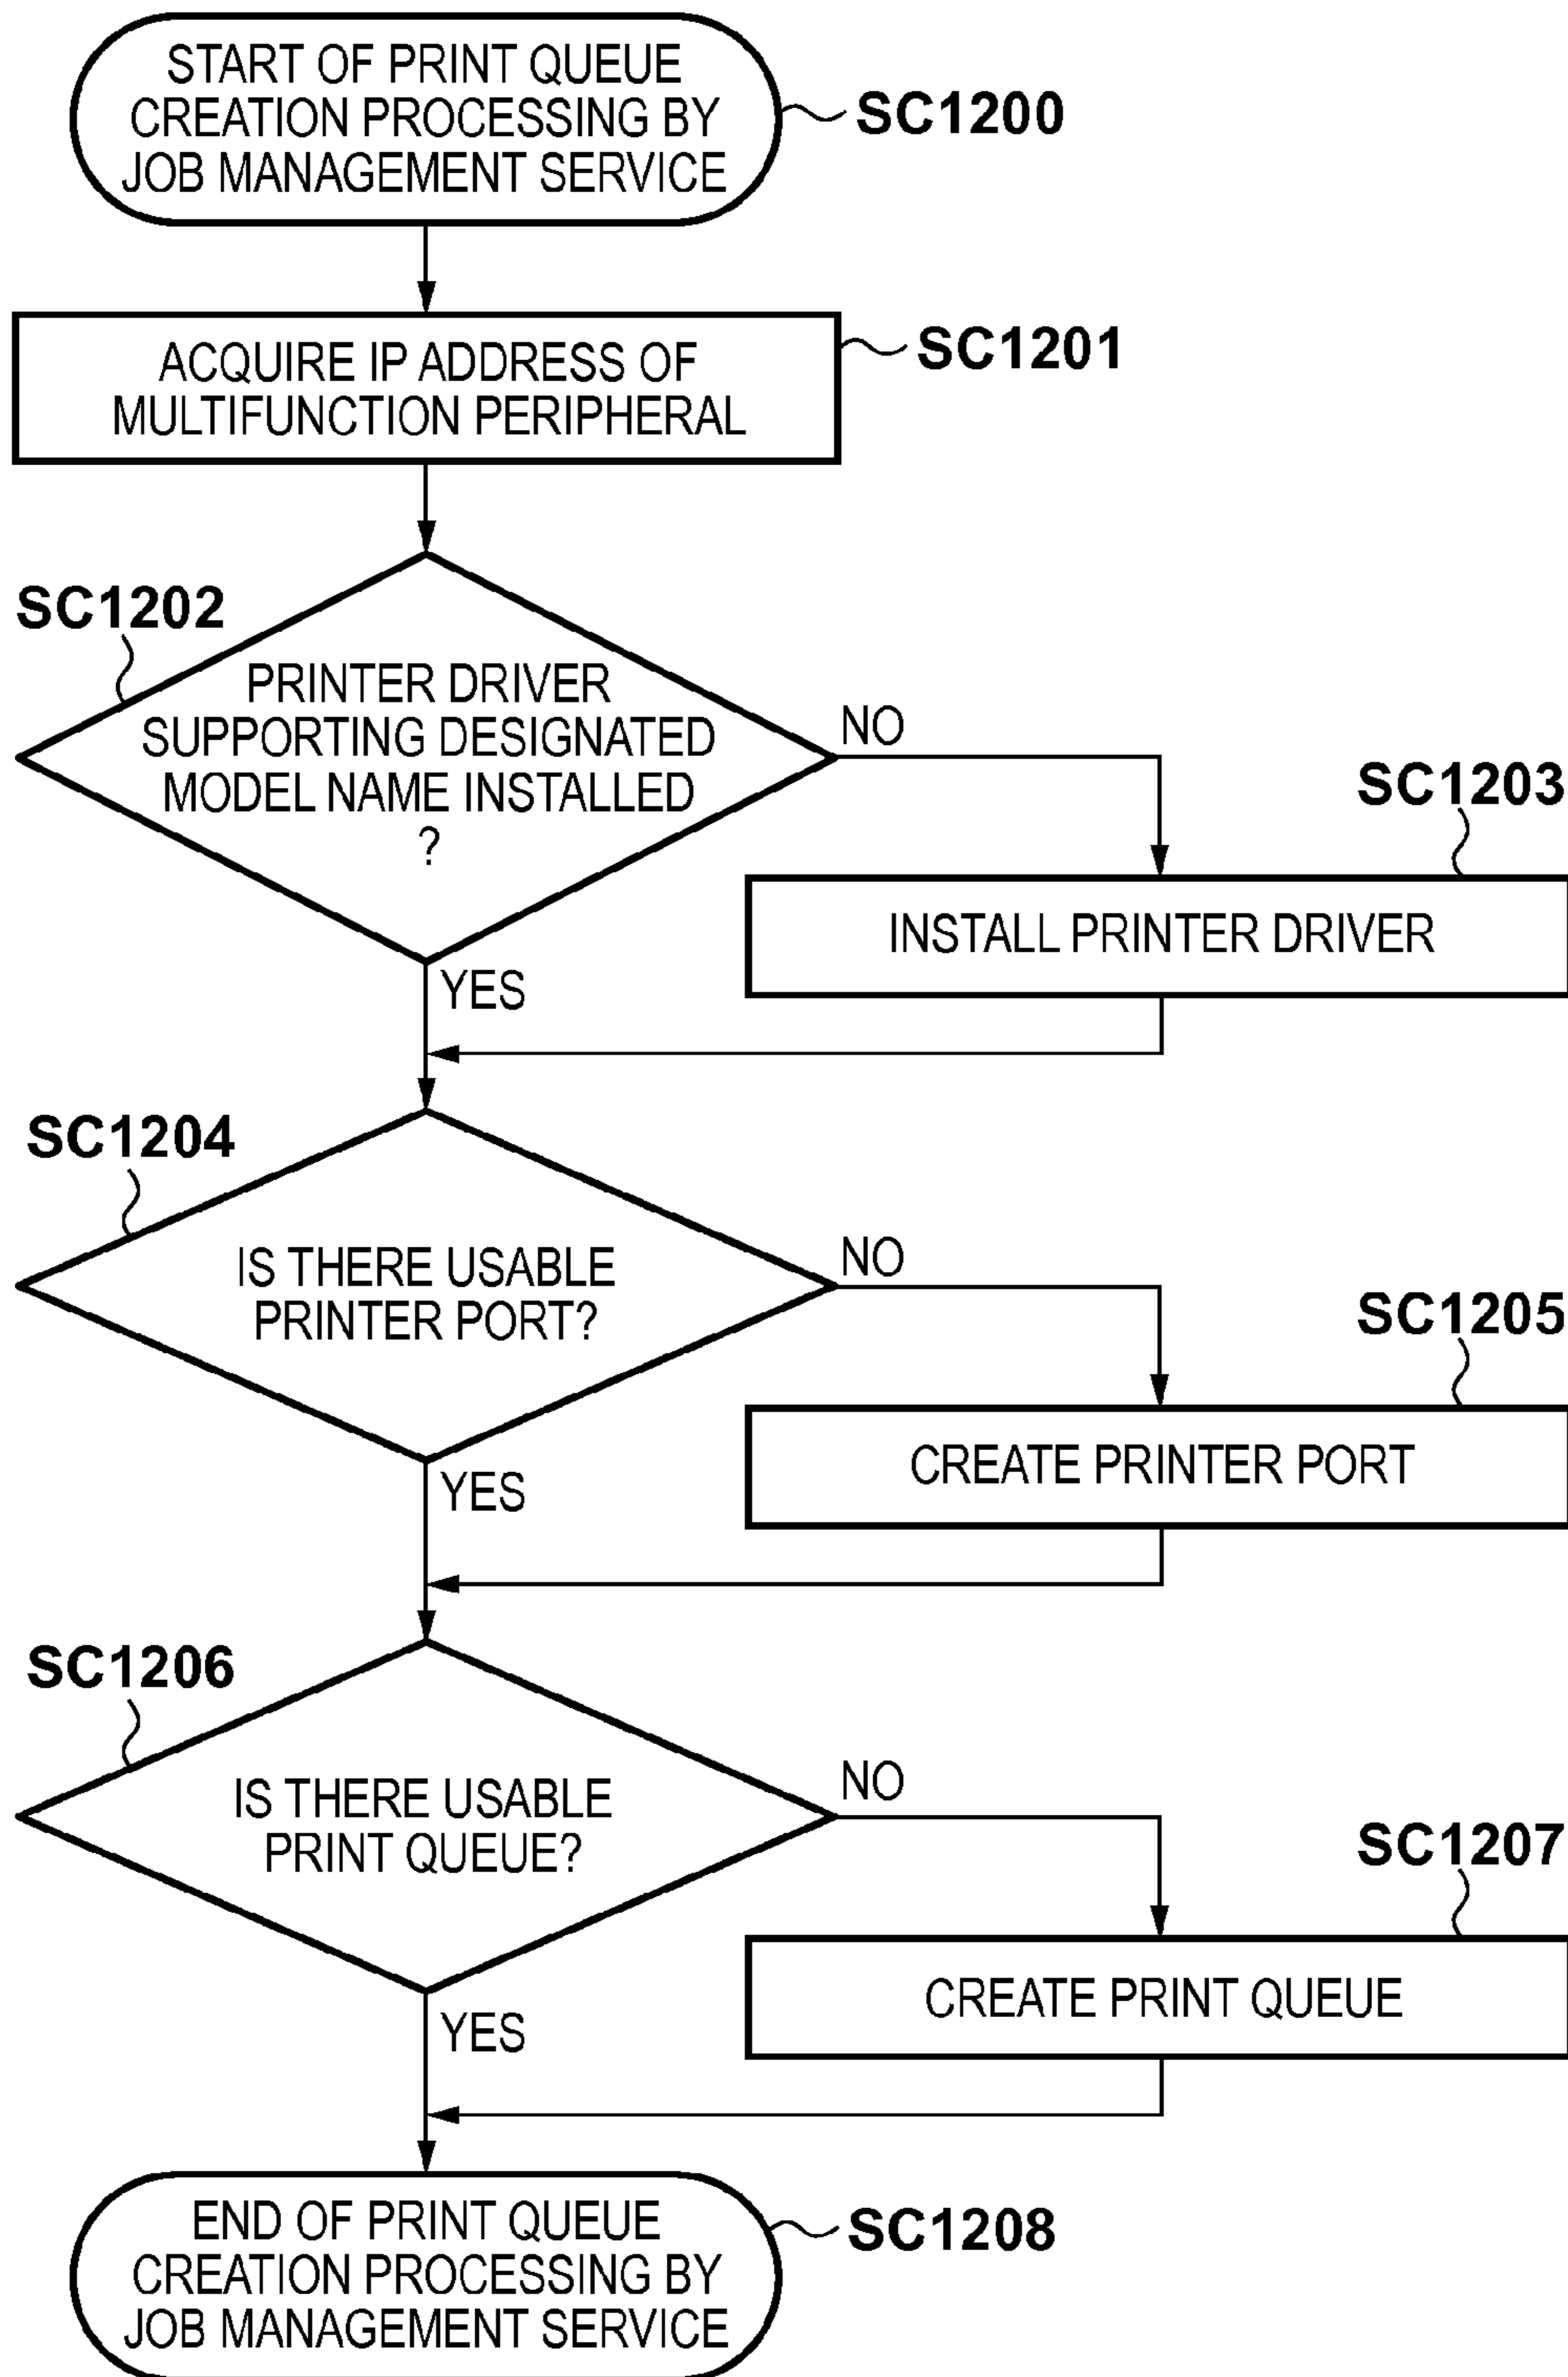 START OF PRINT QUEUE
CREATION PROCESSING BY
JOB MANAGEMENT SERVICE
SC1200
ACQUIRE IP ADDRESS OF
MULTIFUNCTION PERIPHERAL
SC1201
SC1202
PRINTER DRIVER
SUPPORTING DESIGNATED
MODEL NAME INSTALLED
?
NO
SC1203
INSTALL PRINTER DRIVER
YES
SC1204
IS THERE USABLE
PRINTER PORT?
NO
SC1205
CREATE PRINTER PORT
YES
SC1206
IS THERE USABLE
PRINT QUEUE?
NO
SC1207
CREATE PRINT QUEUE
YES
END OF PRINT QUEUE
CREATION PROCESSING BY
JOB MANAGEMENT SERVICE
SC1208